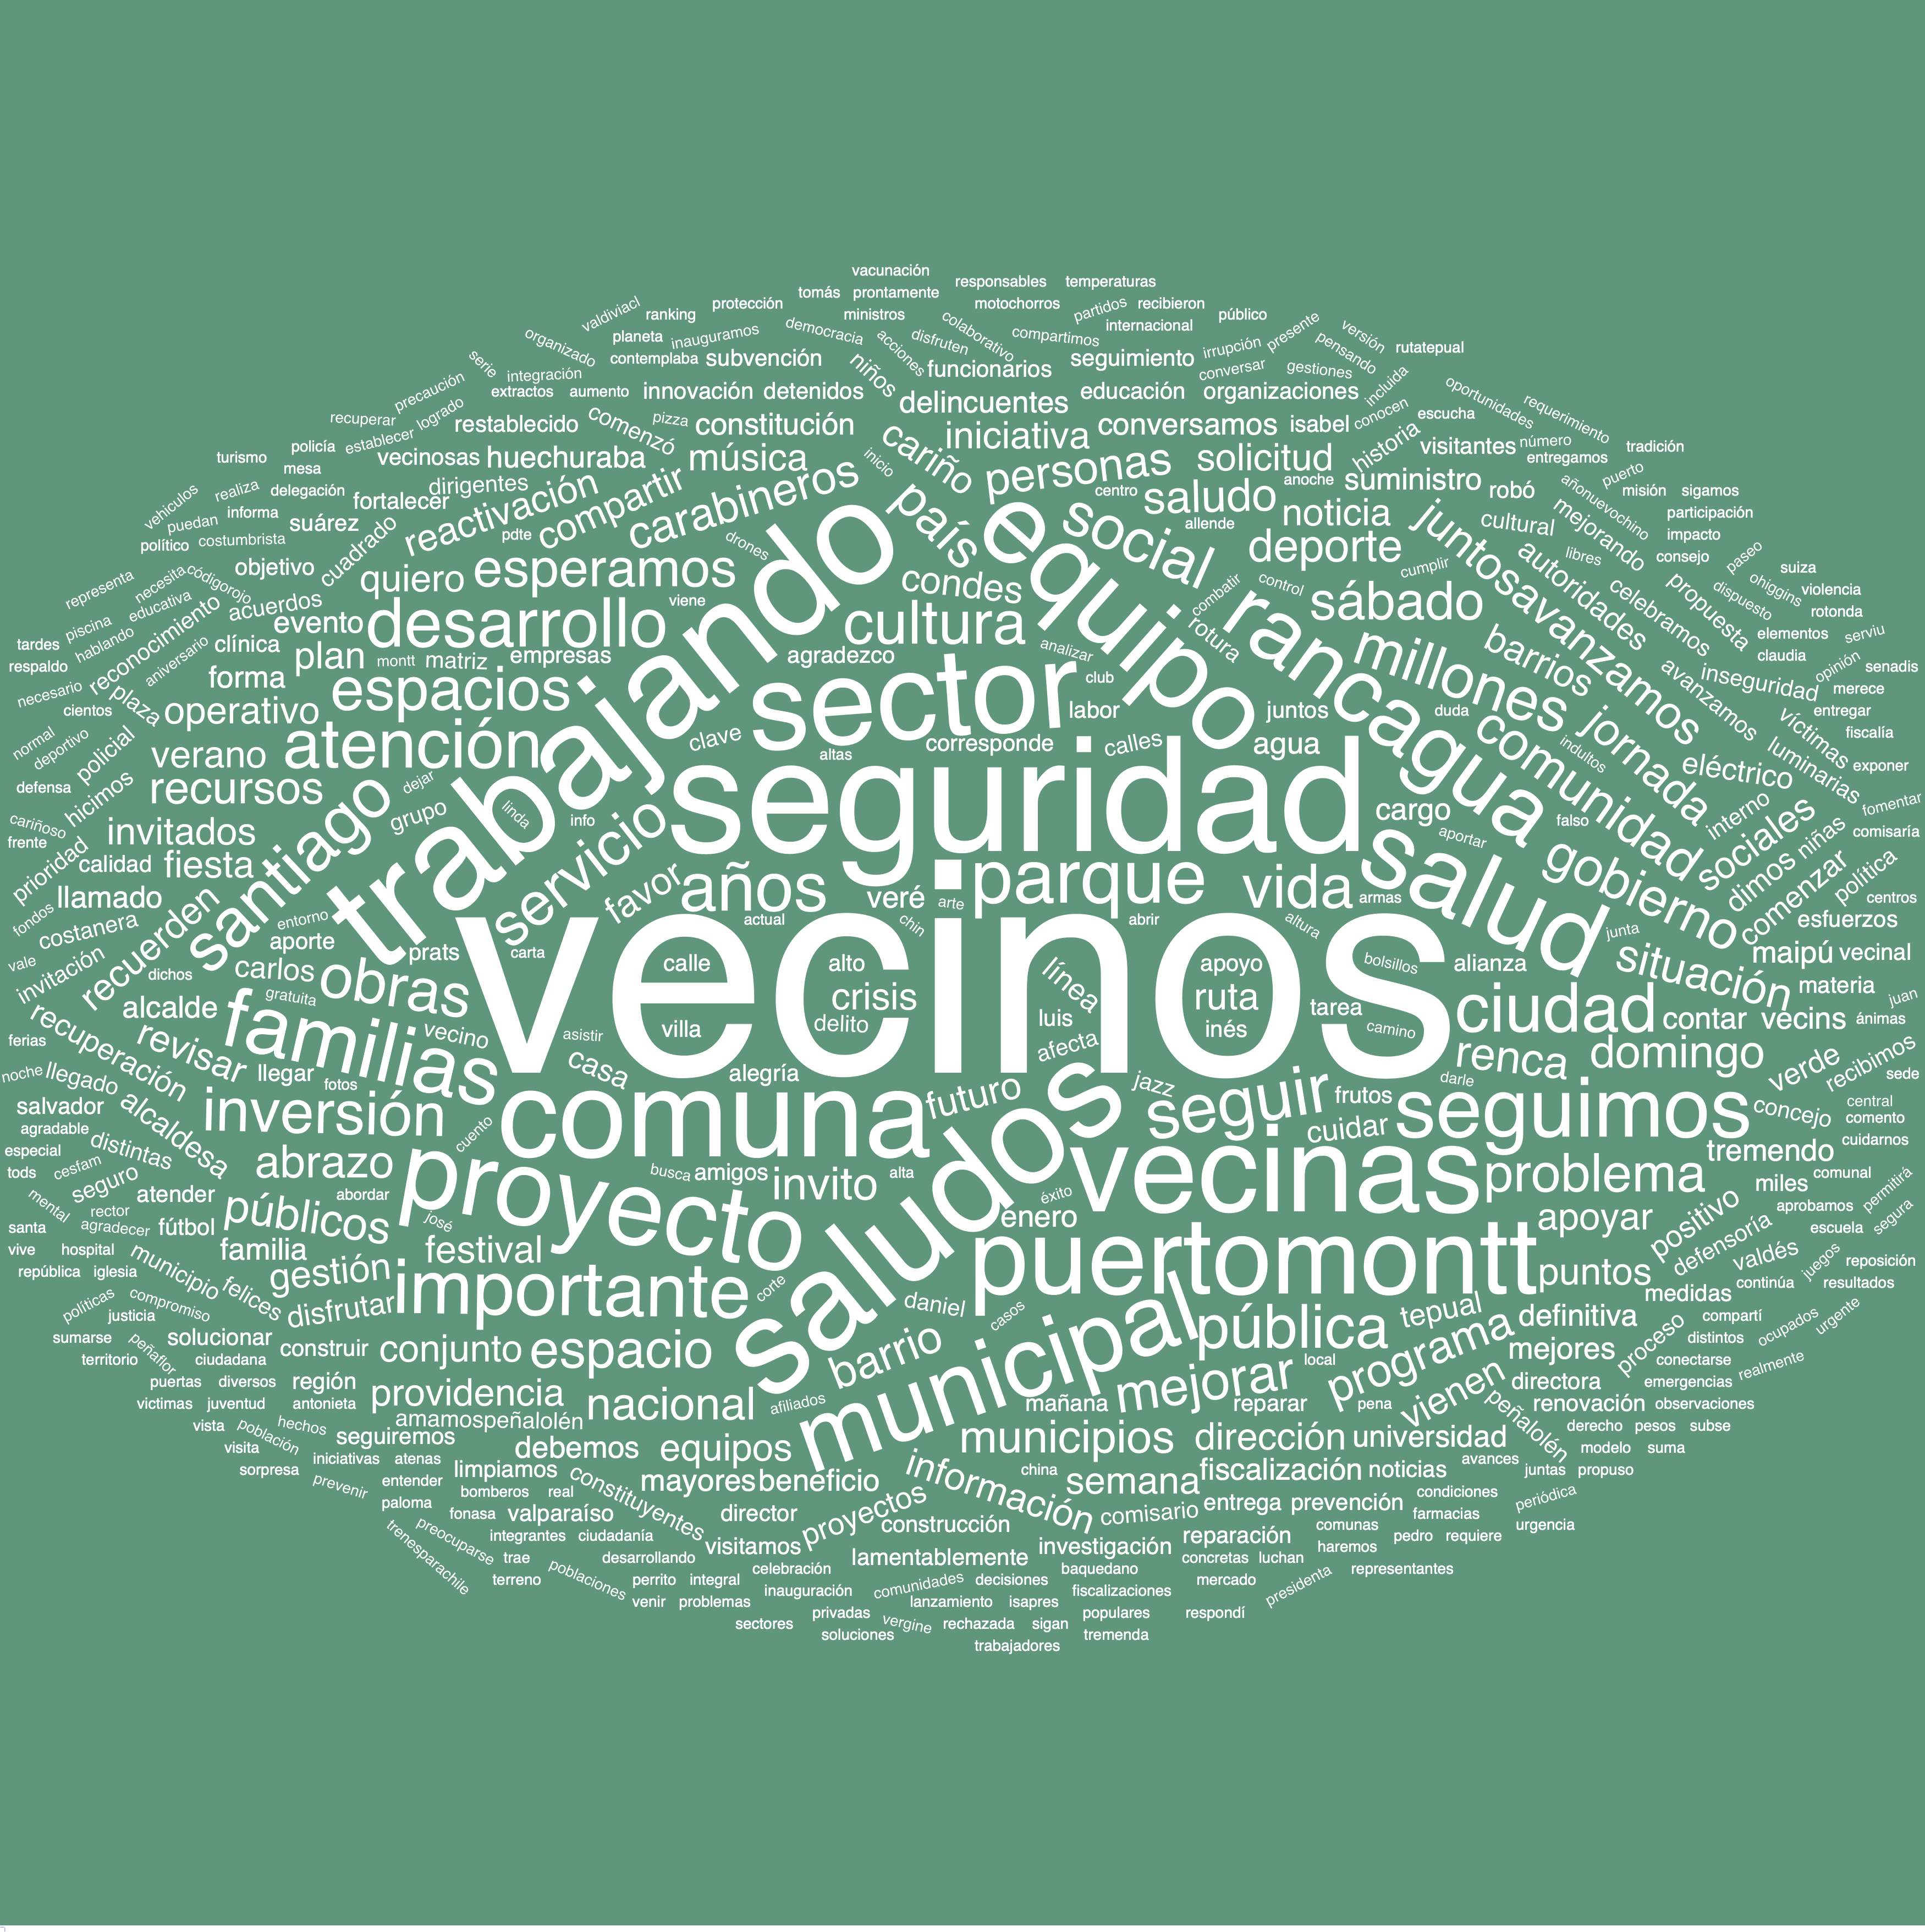 vacunación
responsables
temperaturas
tomás
prontamente
motochorros
partidos
recibieron
valdiviacl
ranking
protección
ministros
colaborativo
internacional
público
organizado
planeta
inauguramos
democracia
acciones
disfruten
compartimos
irrupción
presente
versión
pensando
rutatepual
serie
contemplaba
subvención
niños
funcionarios
seguimiento
conversar
gestiones
incluida
precaución
integración
extractos
aumento
innovación
detenidos
delincuentes
educación
organizaciones
oportunidades
requerimiento
recuperar
logrado
establecer
restablecido
comenzó
pizza
constitución
cariño
iniciativa
conversamos
isabel
conocen
escucha
policía
turismo
mesa
vecinosas
huechuraba
música
inicio
personas
solicitud
historia
visitantes
número
entregamos
tradición
vehículos
realiza
delegación
fortalecer
dirigentes
reactivación
compartir
carabineros
país
centro
saludo
anoche
suministro
robó
añonuevochino
puerto
misión
sigamos
puedan
informa
suárez
cuadrado
pdte
drones
equipo
social
allende
noticia
juntosavanzamos
cultural
mejorando
participación
político
costumbrista
objetivo
quiero
esperamos
trabajando
condes
combatir
control
deporte
cumplir
autoridades
libres
consejo
impacto
paseo
representa
necesita
códigorojo
educativa
acuerdos
evento
desarrollo
viene
cultura
rotura
rancagua
sábado
barrios
celebramos
propuesta
dispuesto
ohiggins
suiza
violencia
rotonda
tardes
piscina
hablando
reconocimiento
aniversario
clínica
plan
montt
matriz
empresas
agradezco
analizar
millones
elementos
serviu
claudia
opinión
respaldo
necesario
cientos
plaza
forma
operativo
espacios
sector
club
labor
juntos
duda
jornada
avanzamos
inseguridad
senadis
merece
entregar
normal
deportivo
policial
verano
atención
clave
altas
corresponde
calles
agua
comunidad
indultos
eléctrico
víctimas
luminarias
fiscalía
exponer
defensa
hicimos
recursos
santiago
dejar
grupo
linda
info
servicio
seguridad
cargo
aportar
falso
interno
fomentar
cariñoso
frente
prioridad
invitados
calidad
fiesta
favor
años
veré
arte
parque
vida
armas
salud
gobierno
sociales
dimos
niñas
comisaría
política
fondos
llamado
costanera
recuerden
entorno
aporte
prats
carta
actual
chin
abrir
altura
junta
comenzar
centros
esfuerzos
vale
invitación
dichos
carlos
obras
vecinos
calle
alto
línea
apoyo
bolsillos
alianza
situación
maipú
vecinal
alcalde
gratuita
crisis
ruta
tarea
materia
juan
recuperación
revisar
familias
vecino
asistir
villa
delito
luis
inés
camino
ciudad
contar
vecins
ánimas
ferias
noche
llegado
llegar
fotos
casa
alegría
afecta
jazz
renca
domingo
verde
recibimos
sede
salvador
alcaldesa
inversión
comuna
futuro
seguir
frutos
darle
seguimos
concejo
central
comento
agradable
especial
distintas
cuento
saludos
cuidar
tremendo
cuidarnos
tods
cesfam
seguro
atender
abrazo
abordar
proyecto
busca
amigos
invito
alta
éxito
vecinas
problema
miles
comunal
permitirá
mental
rector
agradecer
fútbol
públicos
josé
enero
apoyar
positivo
aprobamos
segura
santa
vive
hospital
municipio
familia
festival
puertomontt
defensoría
escuela
valdés
república
iglesia
felices
gestión
importante
corte
puntos
continúa
juegos
reposición
resultados
políticas
compromiso
justicia
disfrutar
daniel
casos
municipal
pública
tepual
definitiva
medidas
compartí
sumarse
peñaflor
solucionar
construir
conjunto
espacio
barrio
local
programa
mejores
proceso
distintos
ocupados
urgente
territorio
ciudadana
puertas
diversos
región
providencia
nacional
afiliados
mañana
mejorar
reparar
pena
vienen
directora
conectarse
emergencias
realmente
victimas
juventud
antonieta
amamospeñalolén
peñalolén
renovación
observaciones
vista
población
hechos
seguiremos
debemos
equipos
municipios
dirección
universidad
derecho
pesos
subse
visita
iniciativas
atenas
modelo
suma
sorpresa
prevenir
entender
limpiamos
constituyentes
mayores
beneficio
información
china
semana
fiscalización
noticias
avances
juntas
propuso
bomberos
real
paloma
fonasa
valparaíso
director
proyectos
comisario
entrega
prevención
condiciones
periódica
farmacias
trenesparachile
preocuparse
integrantes
ciudadanía
visitamos
construcción
investigación
reparación
comunas
pedro
requiere
urgencia
trae
desarrollando
lamentablemente
concretas
luchan
haremos
terreno
poblaciones
celebración
baquedano
perrito
integral
inauguración
comunidades
decisiones
fiscalizaciones
mercado
presidenta
representantes
venir
problemas
lanzamiento
isapres
sectores
privadas
vergine
rechazada
sigan
populares
respondí
soluciones
tremenda
trabajadores